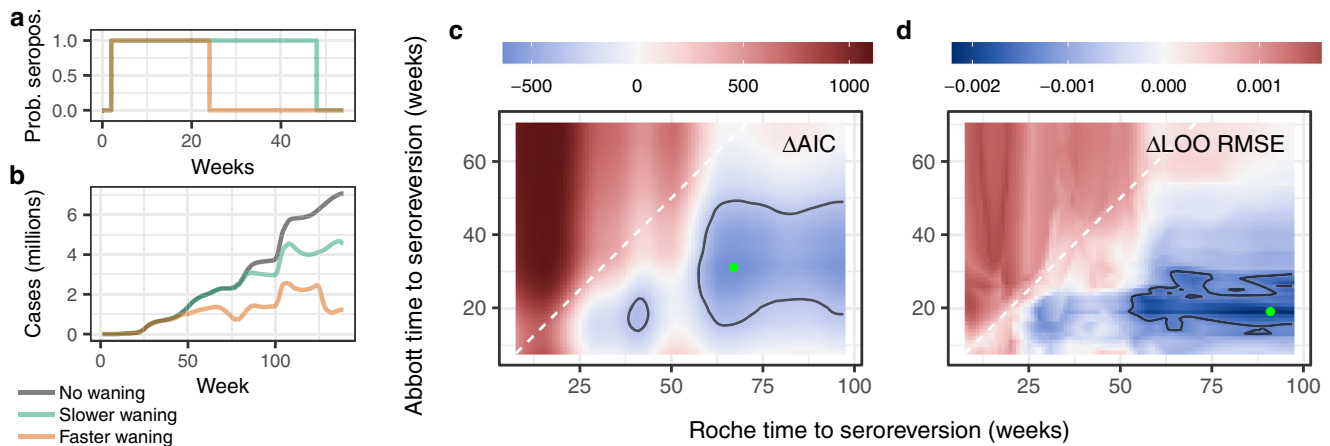 a
Prob. seropos.
1.0
0.5
0.0
0 20 40
Weeks
b
Cases (millions)
6
4
2
0
0 50 100
Week
No waning
Slower waning
Faster waning
c
−500 0 500 1000
Abbott time to seroreversion (weeks)
ΔAIC
60
40
20
25 50 75 100
d
−0.002 −0.001 0.000 0.001
ΔLOO RMSE
60
40
20
25 50 75 100
Roche time to seroreversion (weeks)